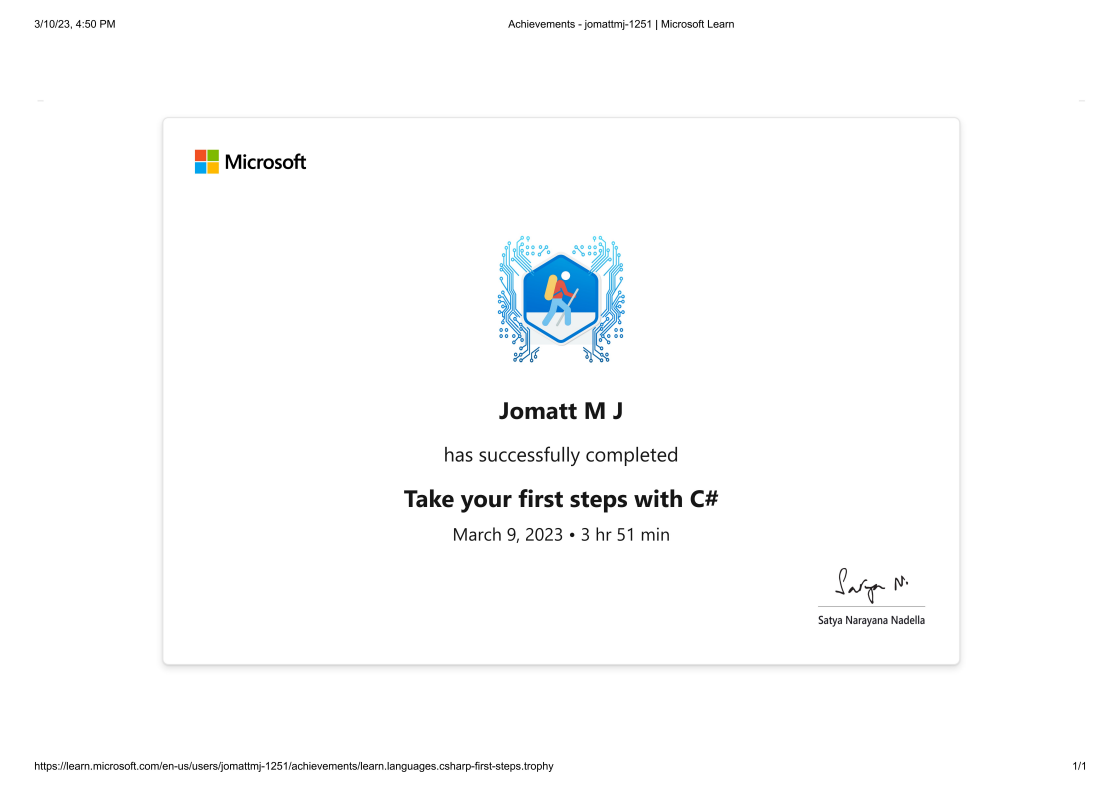 3/10/23, 4:50 PM
Achievements - jomattmj-1251 | Microsoft Learn
Microsoft
Jomatt M J
has successfully completed
Take your first steps with C#
March 9, 2023 • 3 hr 51 min
Satya N.
Satya Narayana Nadella
https://learn.microsoft.com/en-us/users/jomattmj-1251/achievements/learn.languages.csharp-first-steps.trophy
1/1